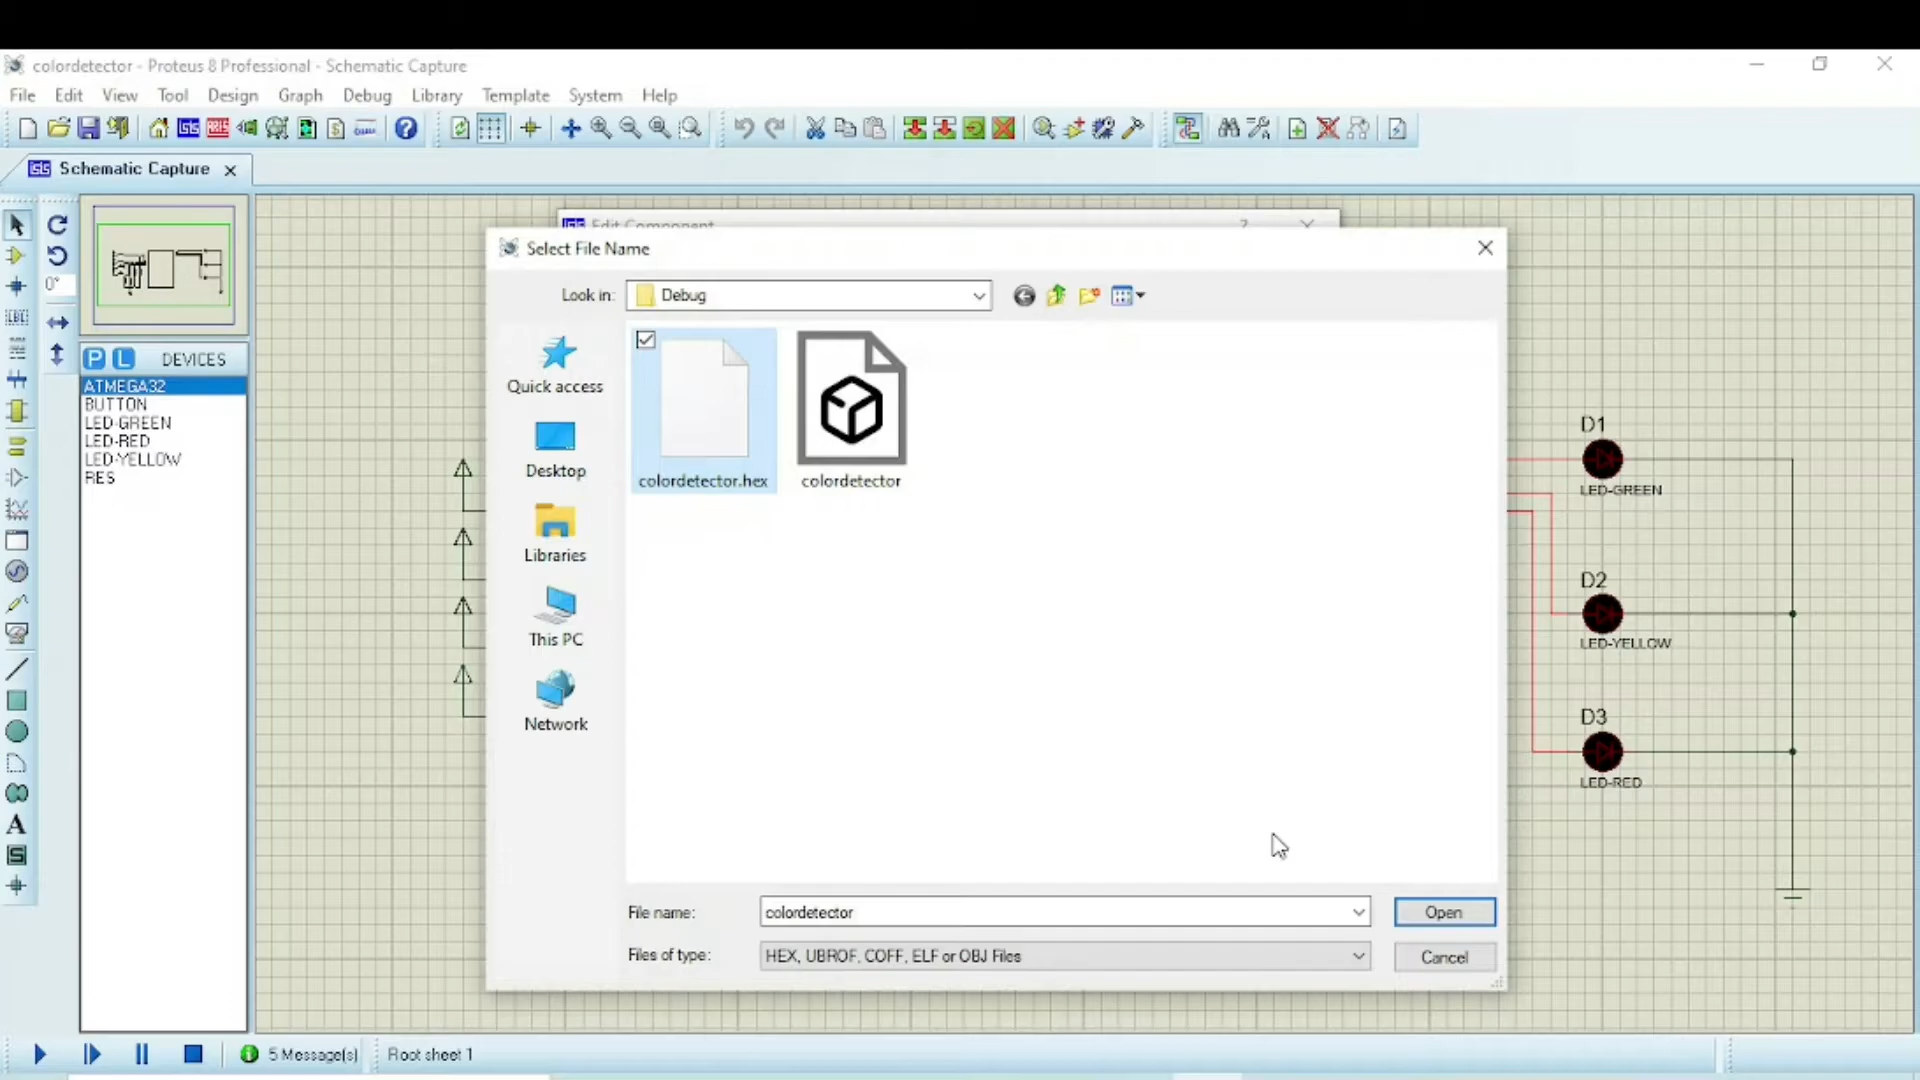 colordetector - Proteus 8 Professional - Schematic Capture
File Edit View Tool Design Graph Debug Library Template System Help
Schematic Capture
Edit Component
Select File Name
Look in: Debug
0°
P L DEVICES
ATMEGA32
BUTTON
LED-GREEN
LED-RED
LED-YELLOW
RES
Quick access
Desktop
Libraries
This PC
Network
colordetector.hex
colordetector
D1
LED-GREEN
D2
LED-YELLOW
D3
LED-RED
File name: colordetector Open
Files of type: HEX, UBROF, COFF, ELF or OBJ Files Cancel
5 Message(s) Root sheet 1